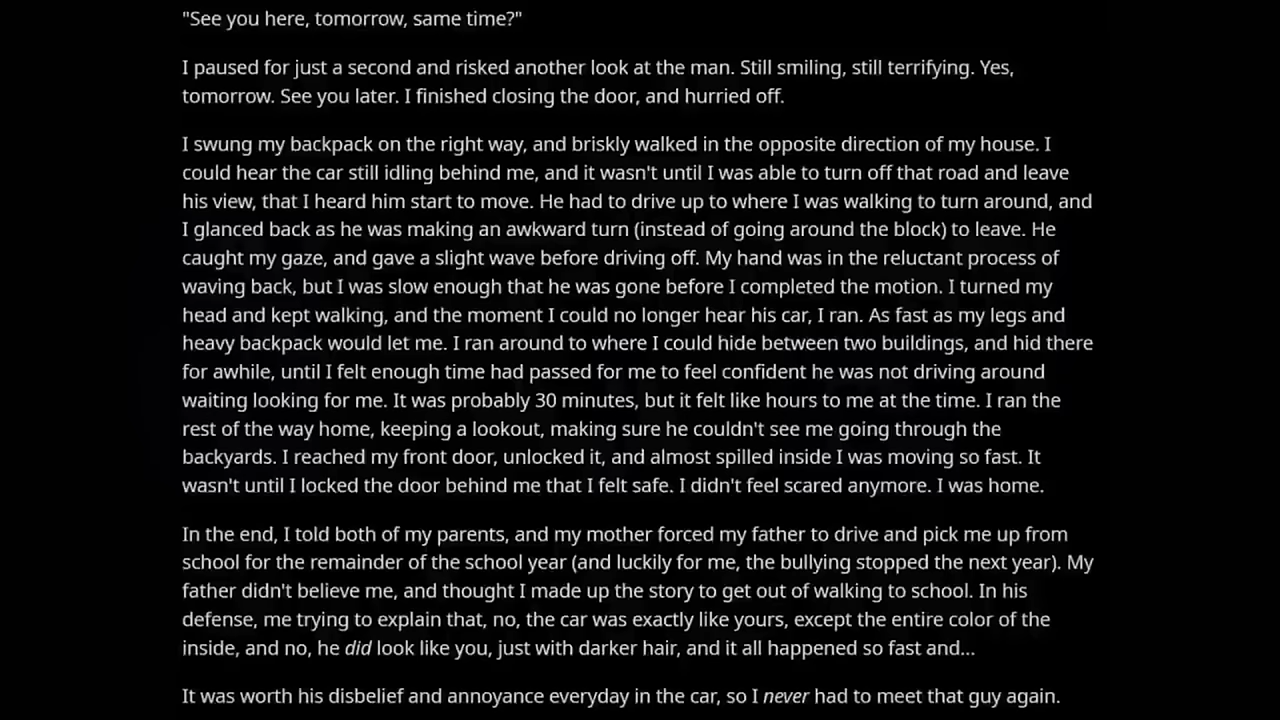 "See you here, tomorrow, same time?"
I paused for just a second and risked another look at the man. Still smiling, still terrifying. Yes,
tomorrow. See you later. I finished closing the door, and hurried off.
I swung my backpack on the right way, and briskly walked in the opposite direction of my house. I
could hear the car still idling behind me, and it wasn't until I was able to turn off that road and leave
his view, that I heard him start to move. He had to drive up to where I was walking to turn around, and
I glanced back as he was making an awkward turn (instead of going around the block) to leave. He
caught my gaze, and gave a slight wave before driving off. My hand was in the reluctant process of
waving back, but I was slow enough that he was gone before I completed the motion. I turned my
head and kept walking, and the moment I could no longer hear his car, I ran. As fast as my legs and
heavy backpack would let me. I ran around to where I could hide between two buildings, and hid there
for awhile, until I felt enough time had passed for me to feel confident he was not driving around
waiting looking for me. It was probably 30 minutes, but it felt like hours to me at the time. I ran the
rest of the way home, keeping a lookout, making sure he couldn't see me going through the
backyards. I reached my front door, unlocked it, and almost spilled inside I was moving so fast. It
wasn't until I locked the door behind me that I felt safe. I didn't feel scared anymore. I was home.
In the end, I told both of my parents, and my mother forced my father to drive and pick me up from
school for the remainder of the school year (and luckily for me, the bullying stopped the next year). My
father didn't believe me, and thought I made up the story to get out of walking to school. In his
defense, me trying to explain that, no, the car was exactly like yours, except the entire color of the
inside, and no, he did look like you, just with darker hair, and it all happened so fast and...
It was worth his disbelief and annoyance everyday in the car, so I never had to meet that guy again.